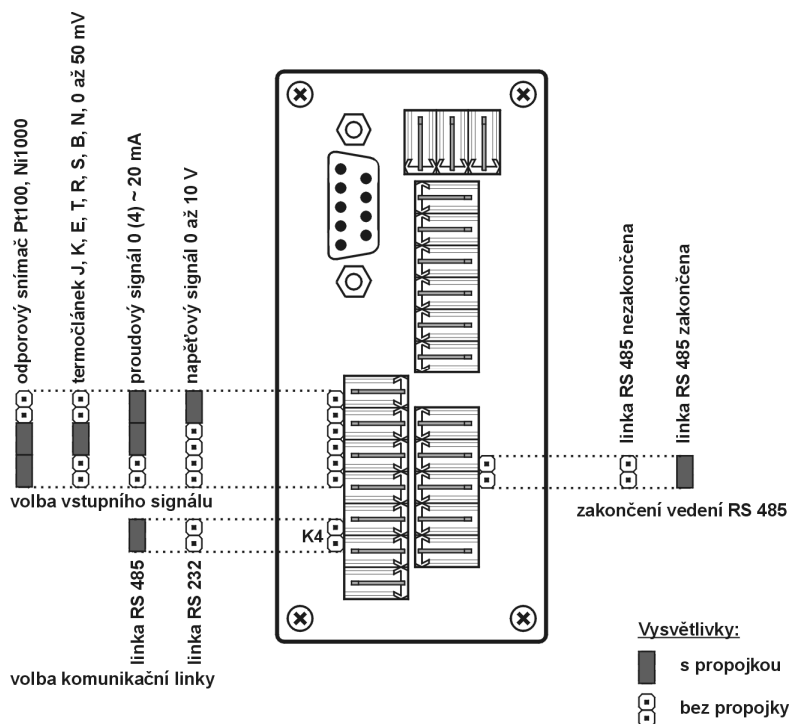 odporový snímač Pt100, Ni1000
termočlánek J, K, E, T, R, S, B, N, 0 až 50 mV
proudový signál 0 (4) ~ 20 mA
napěťový signál 0 až 10 V
volba vstupního signálu
K4
linka RS 485
linka RS 232
volba komunikační linky
linka RS 485 nezakončena
linka RS 485 zakončena
zakončení vedení RS 485
Vysvětlivky:
s propojkou
bez propojky